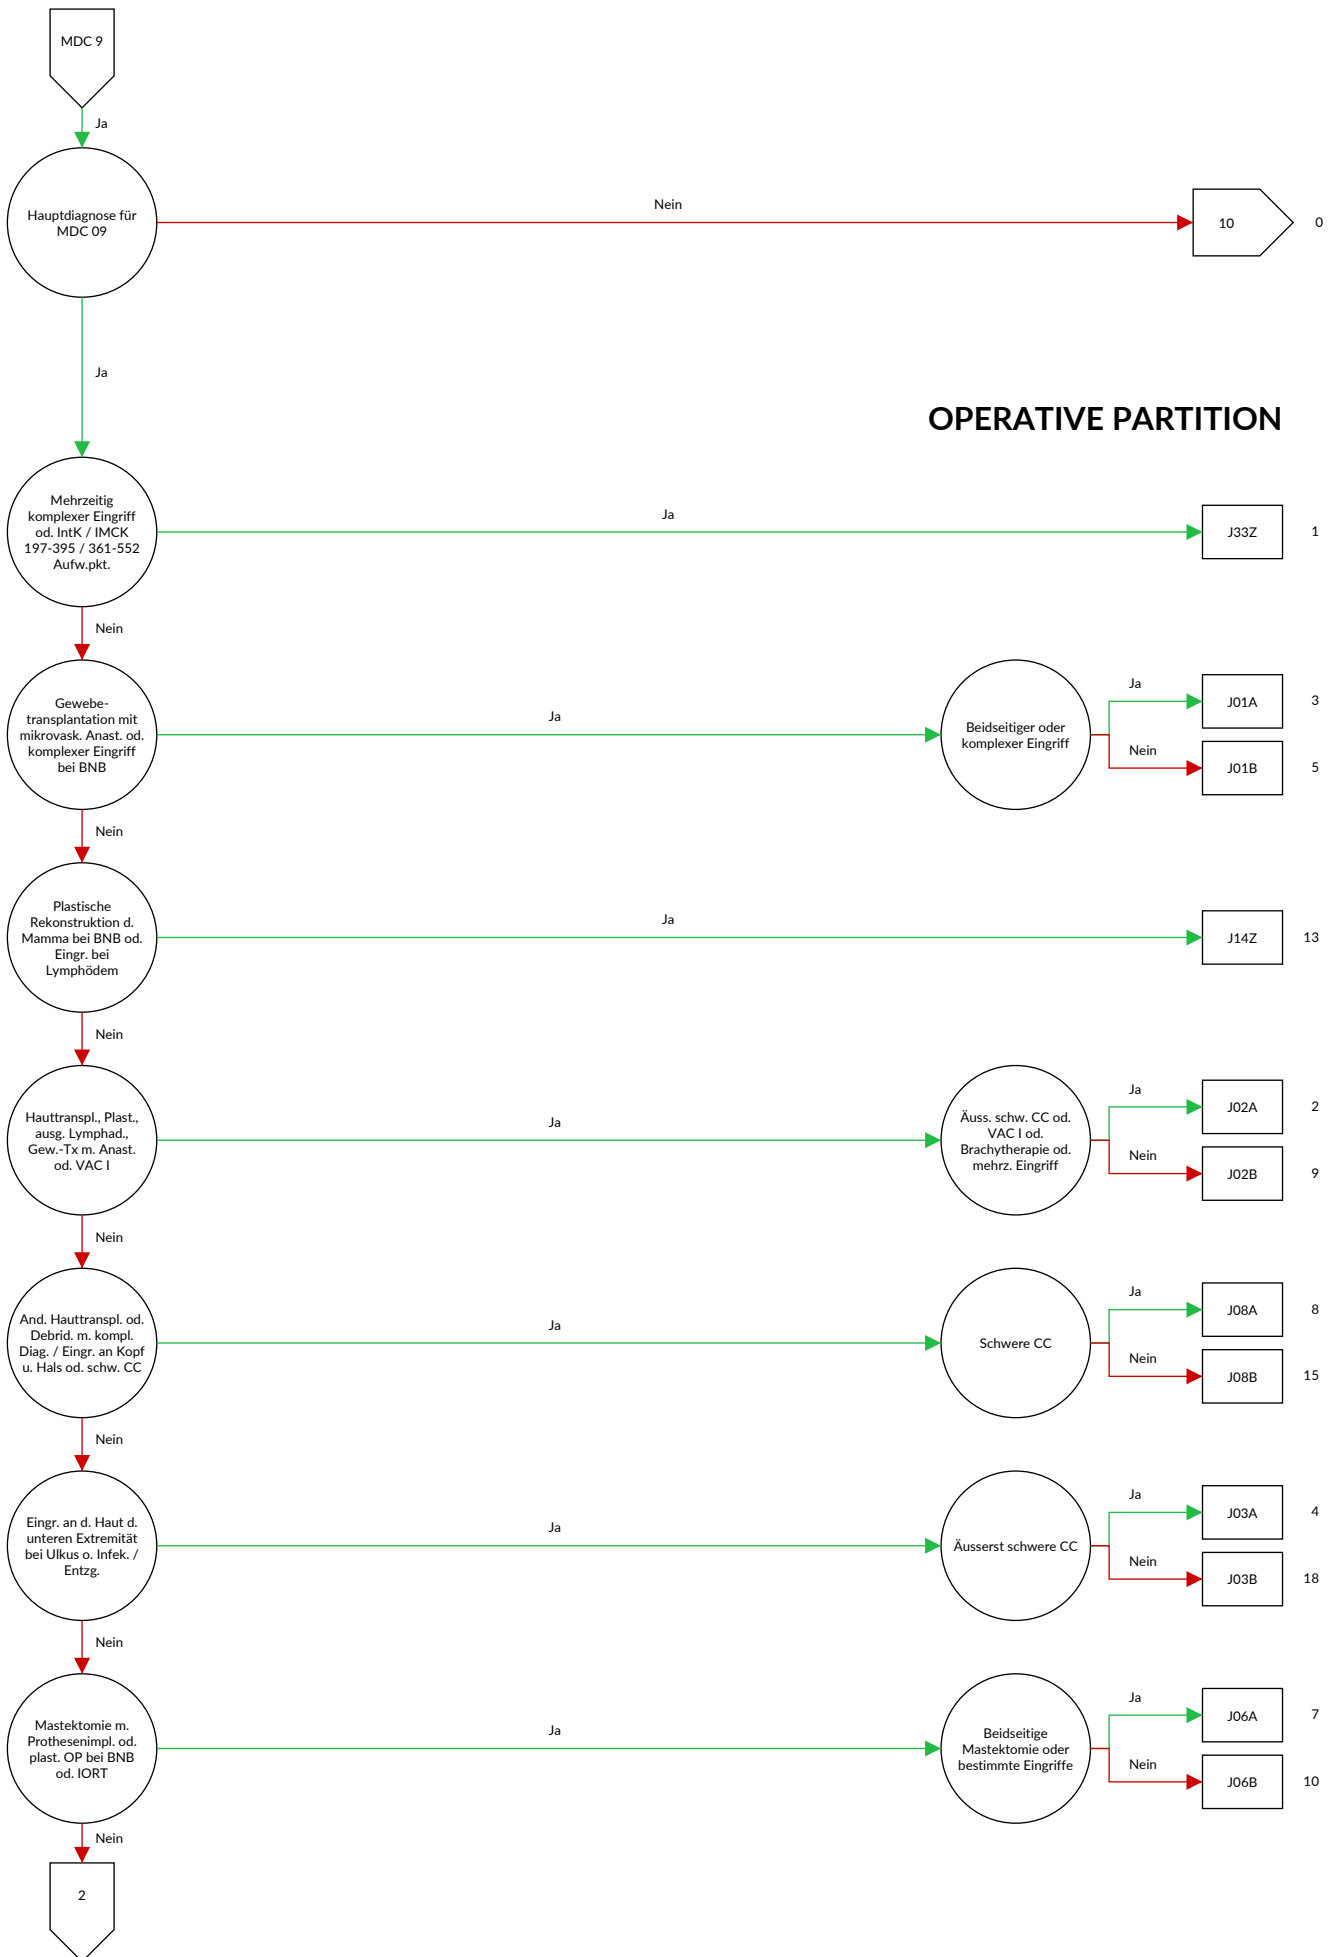 MDC 9
Ja
Hauptdiagnose für
MDC 09
Nein
10
0
Ja
OPERATIVE PARTITION
Mehrzeitig
komplexer Eingriff
od. IntK / IMCK
197-395 / 361-552
Aufw.pkt.
Ja
J33Z
1
Nein
Gewebe-
transplantation mit
mikrovask. Anast. od.
komplexer Eingriff
bei BNB
Ja
Beidseitiger oder
komplexer Eingriff
Ja
J01A
3
Nein
J01B
5
Nein
Plastische
Rekonstruktion d.
Mamma bei BNB od.
Eingr. bei
Lymphödem
Ja
J14Z
13
Nein
Hauttranspl., Plast.,
ausg. Lymphad.,
Gew.-Tx m. Anast.
od. VAC I
Ja
Äuss. schw. CC od.
VAC I od.
Brachytherapie od.
mehrz. Eingriff
Ja
J02A
2
Nein
J02B
9
Nein
And. Hauttranspl. od.
Debrid. m. kompl.
Diag. / Eingr. an Kopf
u. Hals od. schw. CC
Ja
Schwere CC
Ja
J08A
8
Nein
J08B
15
Nein
Eingr. an d. Haut d.
unteren Extremität
bei Ulkus o. Infek. /
Entzg.
Ja
Äusserst schwere CC
Ja
J03A
4
Nein
J03B
18
Nein
Mastektomie m.
Prothesenimpl. od.
plast. OP bei BNB
od. IORT
Ja
Beidseitige
Mastektomie oder
bestimmte Eingriffe
Ja
J06A
7
Nein
J06B
10
Nein
2